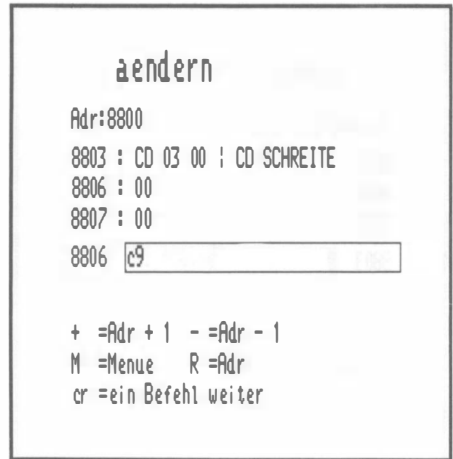 aendern
Adr:8800
8803 : CD 03 00 ¦ CD SCHREITE
8806 : 00
8807 : 00
8806 c9
+ =Adr + 1 - =Adr - 1
M =Menue R =Adr
cr =ein Befehl weiter